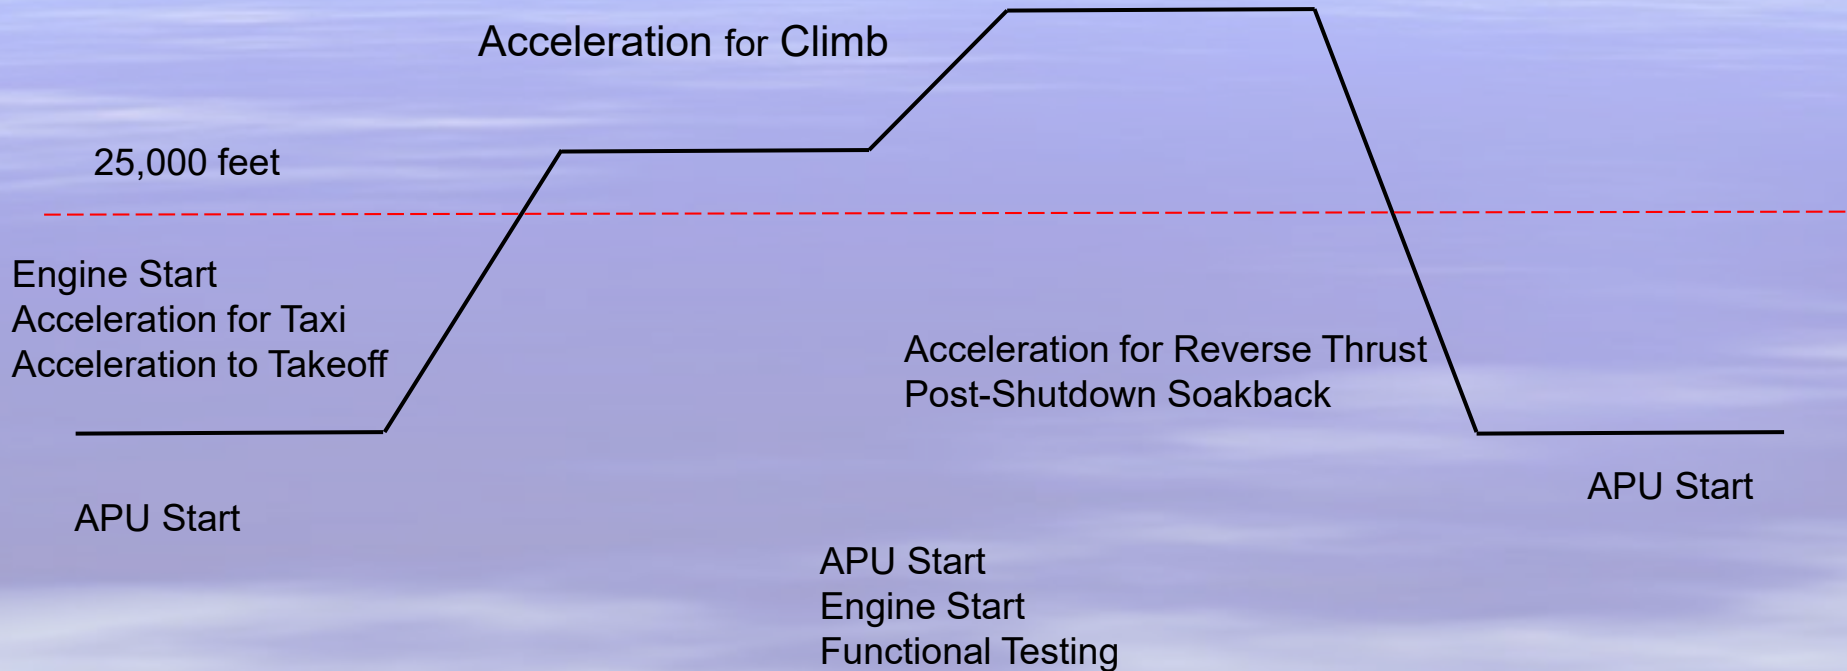 Acceleration for Climb
25,000 feet
Engine Start
Acceleration for Taxi
Acceleration to Takeoff
Acceleration for Reverse Thrust
Post-Shutdown Soakback
APU Start
APU Start
APU Start
Engine Start
Functional Testing